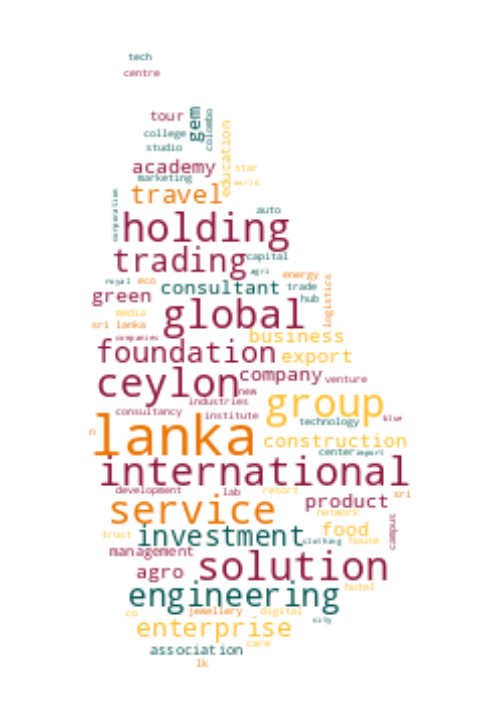 tech
centre
tour
gem
colombo
college
studio
education
academy
star
marketing
world
travel
corporation
auto
holding
trading
capital
agri
energy
royal
eco
consultant
trade
logistics
green
hub
global
media
sri lanka
business
companies
foundation
export
ceylon
company
venture
new
industries
group
consultancy
institute
technology
blue
n
lanka
construction
center
import
international
development
lab
resort
product
sri
service
network
campus
investment
food
trust
clothing
house
management
solution
agro
hotel
engineering
co
jewellery
digital
city
enterprise
care
association
lk